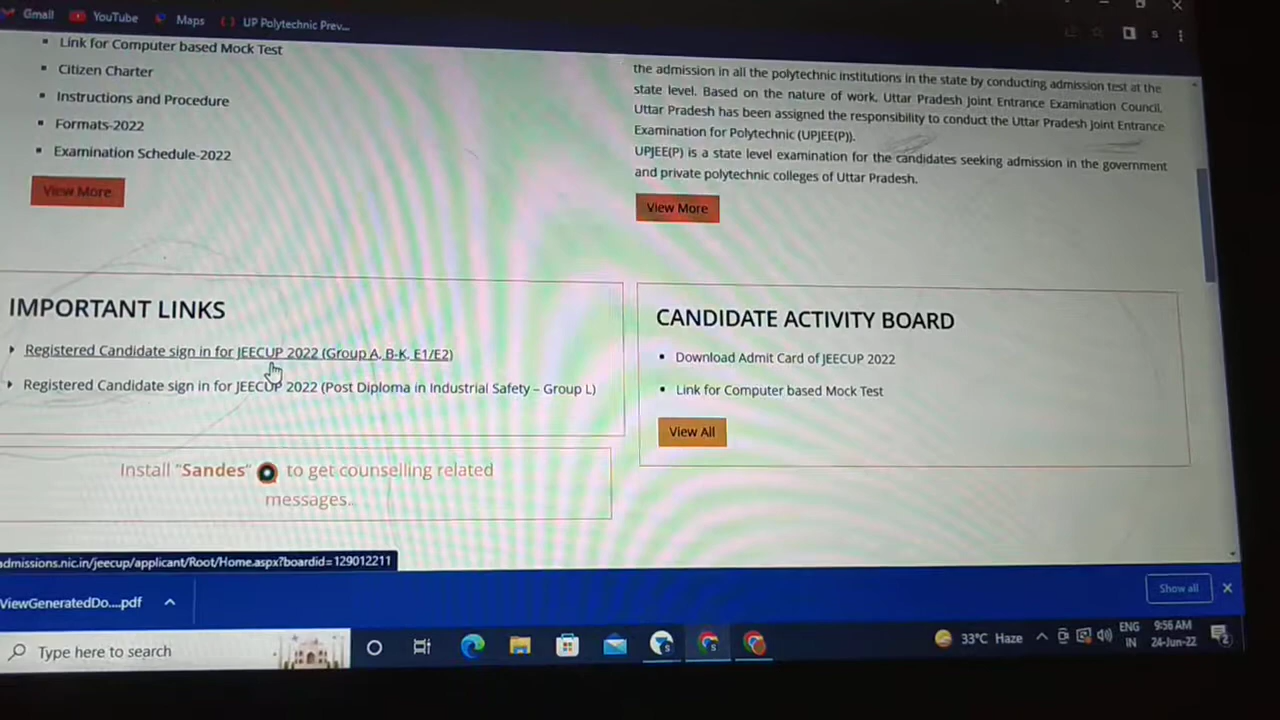 Gmail
YouTube
Maps
UP Polytechnic Prev...
Link for Computer based Mock Test
Citizen Charter
Instructions and Procedure
Formats-2022
Examination Schedule-2022
View More
the admission in all the polytechnic institutions in the state by conducting admission test at the
state level. Based on the nature of work, Uttar Pradesh Joint Entrance Examination Council,
Uttar Pradesh has been assigned the responsibility to conduct the Uttar Pradesh Joint Entrance
Examination for Polytechnic (UPJEE(P)).
UPJEE(P) is a state level examination for the candidates seeking admission in the government
and private polytechnic colleges of Uttar Pradesh.
View More
IMPORTANT LINKS
Registered Candidate sign in for JEECUP 2022 (Group A, B-K, E1/E2)
Registered Candidate sign in for JEECUP 2022 (Post Diploma in Industrial Safety – Group L)
CANDIDATE ACTIVITY BOARD
Download Admit Card of JEECUP 2022
Link for Computer based Mock Test
View All
Install "Sandes" to get counselling related
messages..
admissions.nic.in/jeecup/applicant/Root/Home.aspx?boardid=129012211
ViewGeneratedDo....pdf
Show all
Type here to search
33°C Haze
ENG
IN
9:56 AM
24-Jun-22
2